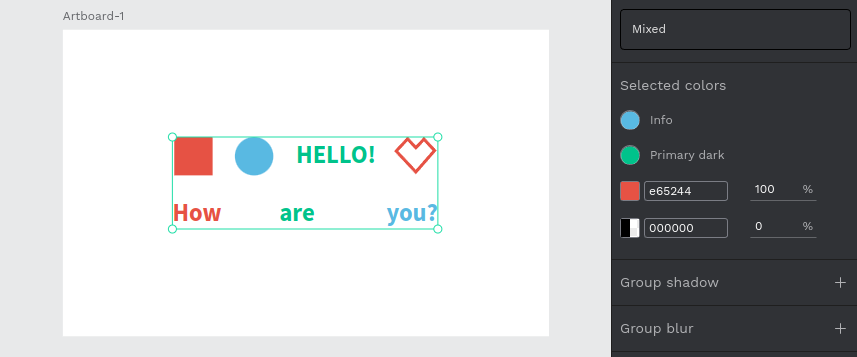 Artboard-1
HELLO!
How are you?
Mixed
Selected colors
Info
Primary dark
e65244 100 %
000000 0 %
Group shadow
Group blur